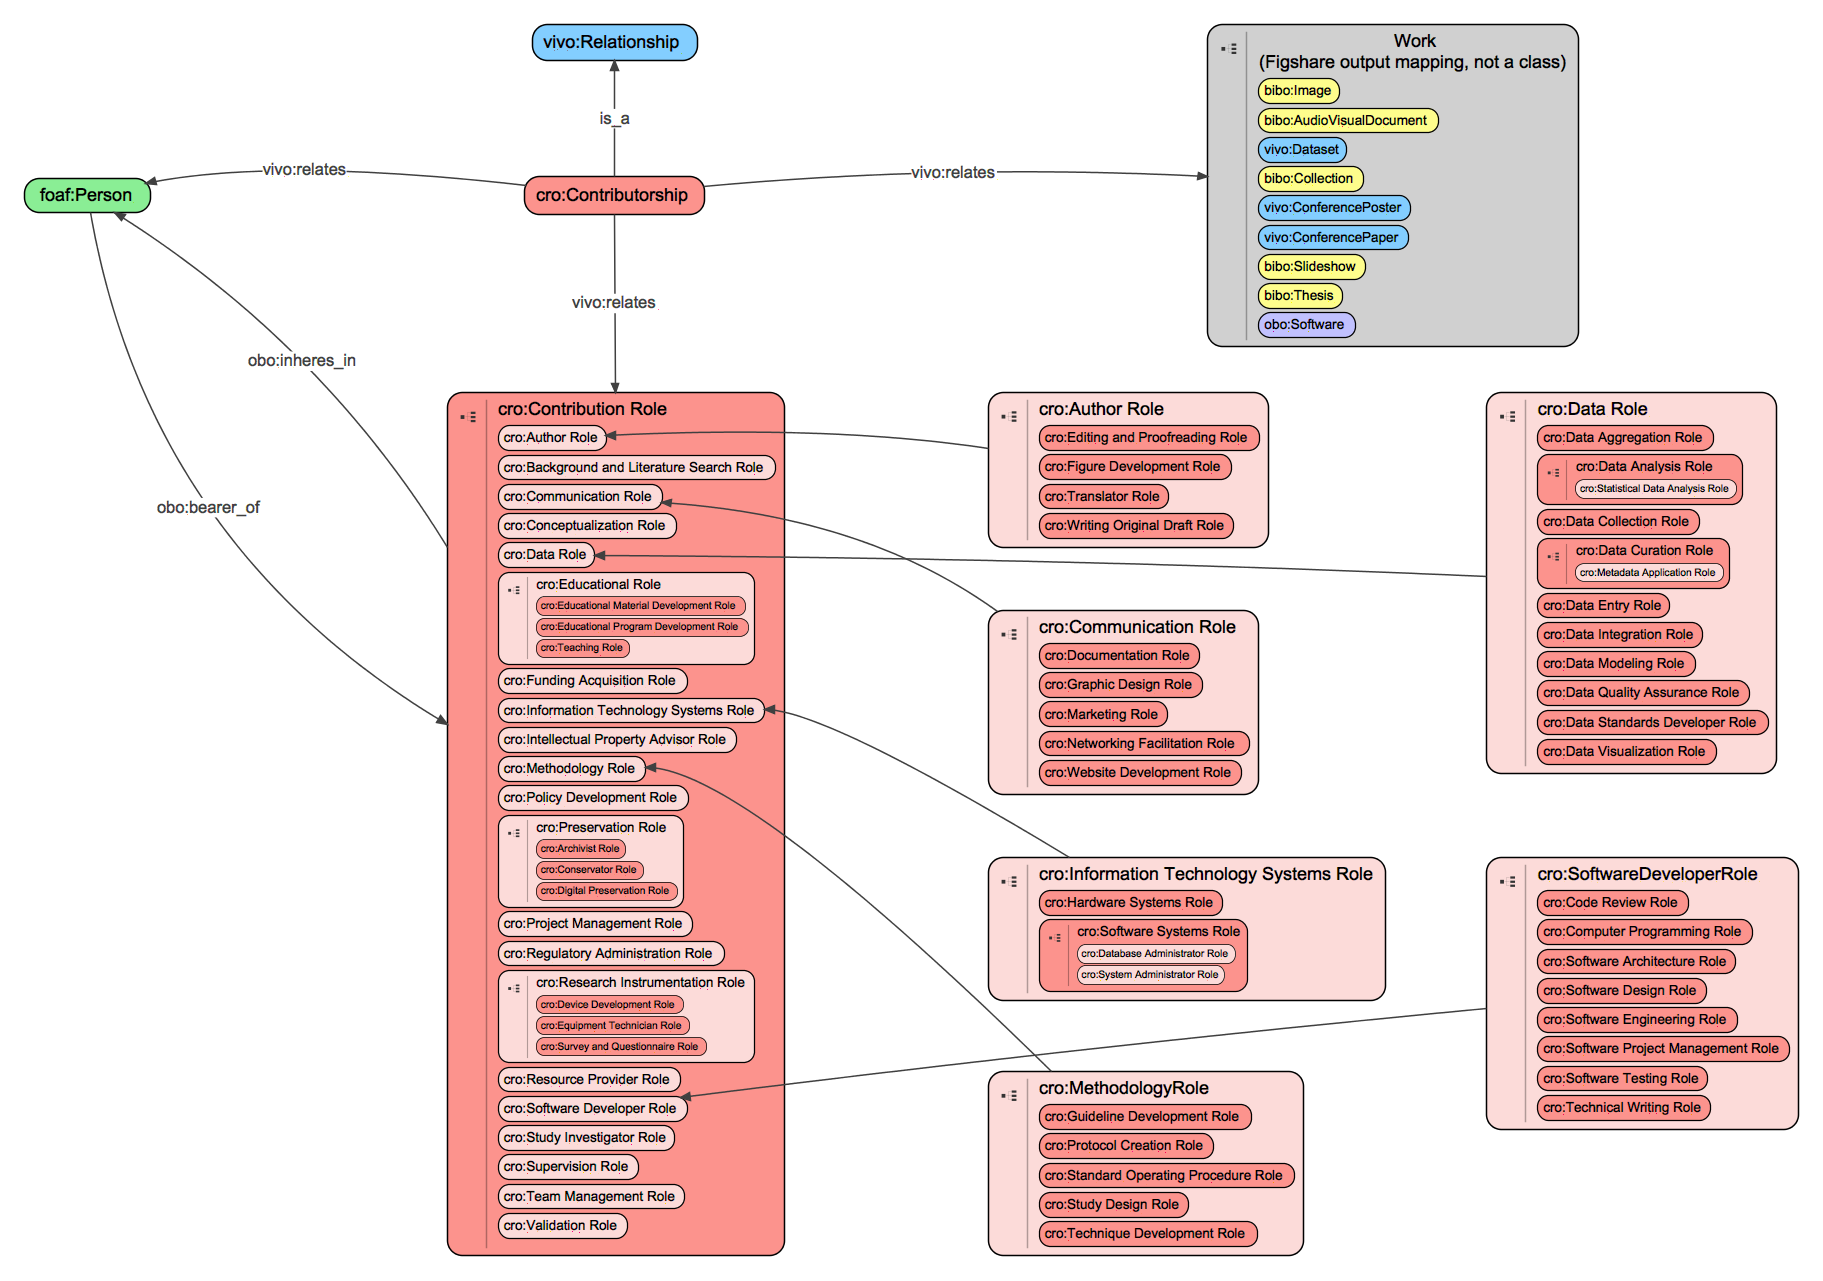 vivo:Relationship
is_a
vivo:relates
vivo:relates
foaf:Person
cro:Contributorship
vivo:relates
obo:inheres_in
obo:bearer_of
Work
(Figshare output mapping, not a class)
bibo:Image
bibo:AudioVisualDocument
vivo:Dataset
bibo:Collection
vivo:ConferencePoster
vivo:ConferencePaper
bibo:Slideshow
bibo:Thesis
obo:Software
cro:Contribution Role
cro:Author Role
cro:Background and Literature Search Role
cro:Communication Role
cro:Conceptualization Role
cro:Data Role
cro:Educational Role
cro:Educational Material Development Role
cro:Educational Program Development Role
cro:Teaching Role
cro:Funding Acquisition Role
cro:Information Technology Systems Role
cro:Intellectual Property Advisor Role
cro:Methodology Role
cro:Policy Development Role
cro:Preservation Role
cro:Archivist Role
cro:Conservator Role
cro:Digital Preservation Role
cro:Project Management Role
cro:Regulatory Administration Role
cro:Research Instrumentation Role
cro:Device Development Role
cro:Equipment Technician Role
cro:Survey and Questionnaire Role
cro:Resource Provider Role
cro:Software Developer Role
cro:Study Investigator Role
cro:Supervision Role
cro:Team Management Role
cro:Validation Role
cro:Author Role
cro:Editing and Proofreading Role
cro:Figure Development Role
cro:Translator Role
cro:Writing Original Draft Role
cro:Communication Role
cro:Documentation Role
cro:Graphic Design Role
cro:Marketing Role
cro:Networking Facilitation Role
cro:Website Development Role
cro:Information Technology Systems Role
cro:Hardware Systems Role
cro:Software Systems Role
cro:Database Administrator Role
cro:System Administrator Role
cro:MethodologyRole
cro:Guideline Development Role
cro:Protocol Creation Role
cro:Standard Operating Procedure Role
cro:Study Design Role
cro:Technique Development Role
cro:Data Role
cro:Data Aggregation Role
cro:Data Analysis Role
cro:Statistical Data Analysis Role
cro:Data Collection Role
cro:Data Curation Role
cro:Metadata Application Role
cro:Data Entry Role
cro:Data Integration Role
cro:Data Modeling Role
cro:Data Quality Assurance Role
cro:Data Standards Developer Role
cro:Data Visualization Role
cro:SoftwareDeveloperRole
cro:Code Review Role
cro:Computer Programming Role
cro:Software Architecture Role
cro:Software Design Role
cro:Software Engineering Role
cro:Software Project Management Role
cro:Software Testing Role
cro:Technical Writing Role